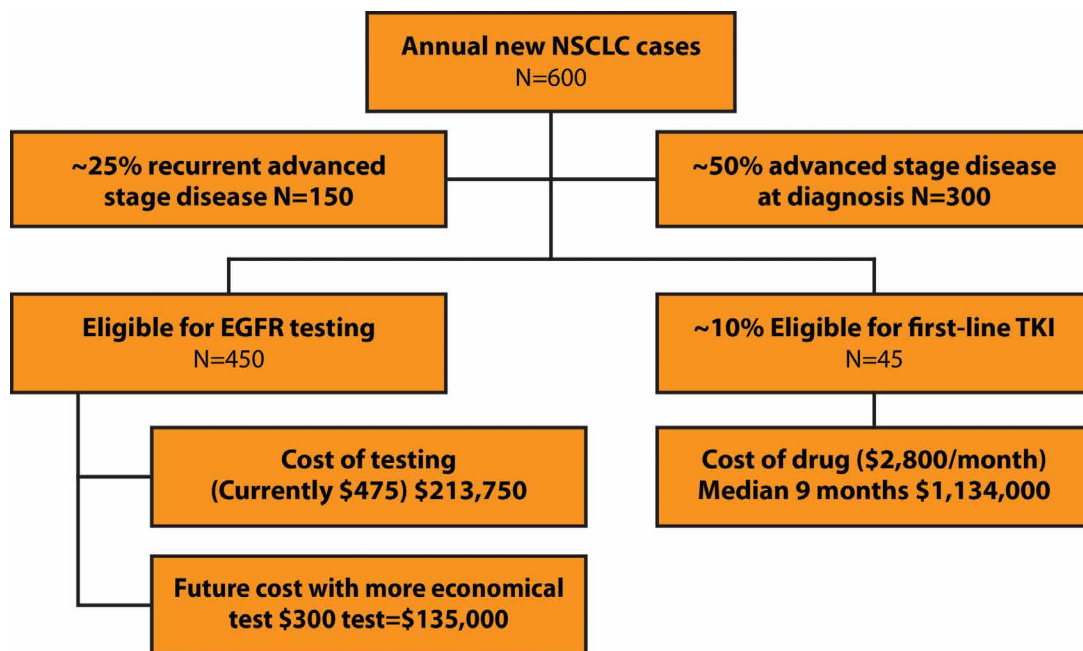 Annual new NSCLC cases
N=600
~25% recurrent advanced
stage disease N=150
~50% advanced stage disease
at diagnosis N=300
Eligible for EGFR testing
N=450
~10% Eligible for first-line TKI
N=45
Cost of testing
(Currently $475) $213,750
Cost of drug ($2,800/month)
Median 9 months $1,134,000
Future cost with more economical
test $300 test=$135,000